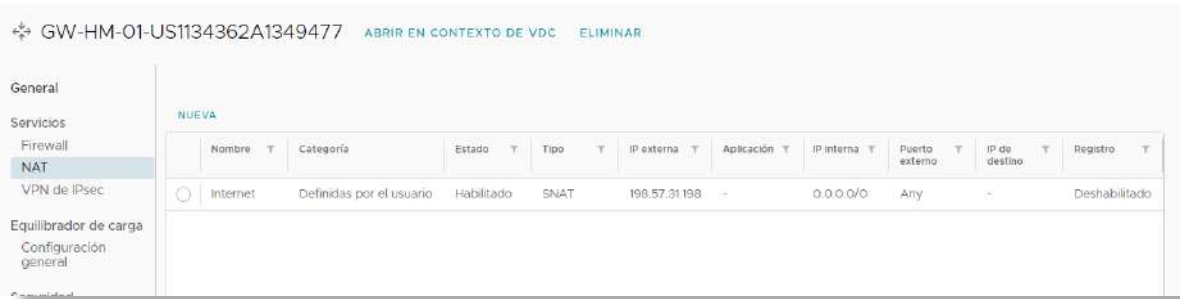 GW-HM-01-US1134362A1349477 ABRIR EN CONTEXTO DE VDC ELIMINAR
General
Servicios
Firewall
NAT
VPN de IPsec
Equilibrador de carga
Configuración
general
Seguridad
NUEVA
Nombre Categoría Estado Tipo IP externa Aplicación IP interna Puerto externo IP de destino Registro
Internet Definidas por el usuario Habilitado SNAT 198.57.31.198 - 0.0.0.0/0 Any - Deshabilitado